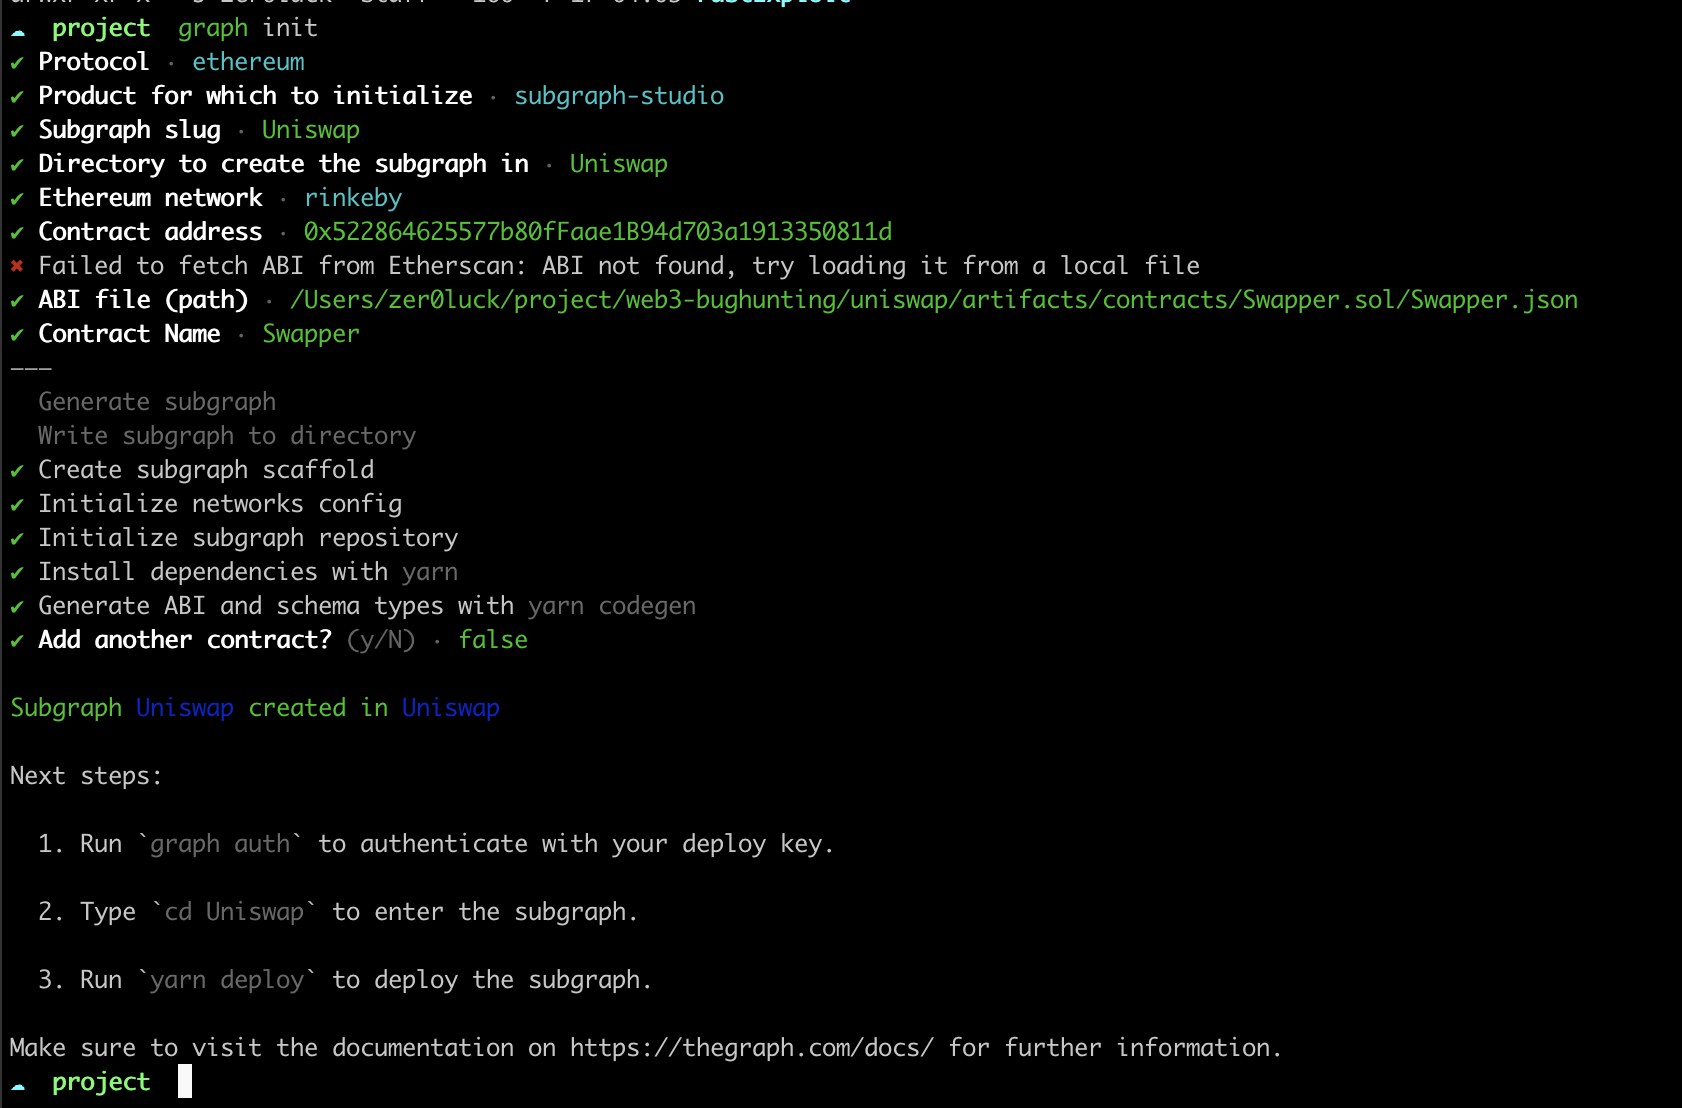 project graph init
✔ Protocol · ethereum
✔ Product for which to initialize · subgraph-studio
✔ Subgraph slug · Uniswap
✔ Directory to create the subgraph in · Uniswap
✔ Ethereum network · rinkeby
✔ Contract address · 0x522864625577b80fFaae1B94d703a1913350811d
✖ Failed to fetch ABI from Etherscan: ABI not found, try loading it from a local file
✔ ABI file (path) · /Users/zer0luck/project/web3-bughunting/uniswap/artifacts/contracts/Swapper.sol/Swapper.json
✔ Contract Name · Swapper
———
Generate subgraph
Write subgraph to directory
✔ Create subgraph scaffold
✔ Initialize networks config
✔ Initialize subgraph repository
✔ Install dependencies with yarn
✔ Generate ABI and schema types with yarn codegen
✔ Add another contract? (y/N) · false
Subgraph Uniswap created in Uniswap
Next steps:
1. Run `graph auth` to authenticate with your deploy key.
2. Type `cd Uniswap` to enter the subgraph.
3. Run `yarn deploy` to deploy the subgraph.
Make sure to visit the documentation on https://thegraph.com/docs/ for further information.
project